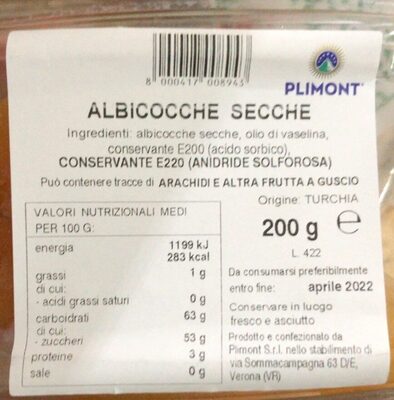 8 000417 008943
PLIMONT
ALBICOCCHE SECCHE
Ingredienti: albicocche secche, olio di vaselina,
conservante E200 (acido sorbico),
CONSERVANTE E220 (ANIDRIDE SOLFOROSA)
Può contenere tracce di ARACHIDI E ALTRA FRUTTA A GUSCIO
Origine: TURCHIA
200 g e
L. 422
VALORI NUTRIZIONALI MEDI
PER 100 G:
energia 1199 kJ
283 kcal
grassi 1 g
di cui:
- acidi grassi saturi 0 g
carboidrati 63 g
di cui:
- zuccheri 53 g
proteine 3 g
sale 0 g
Da consumarsi preferibilmente
entro fine: aprile 2022
Conservare in luogo
fresco e asciutto
Prodotto e confezionato da
Plimont S.r.l. nello stabilimento di
via Sommacampagna 63 D/E,
Verona (VR)